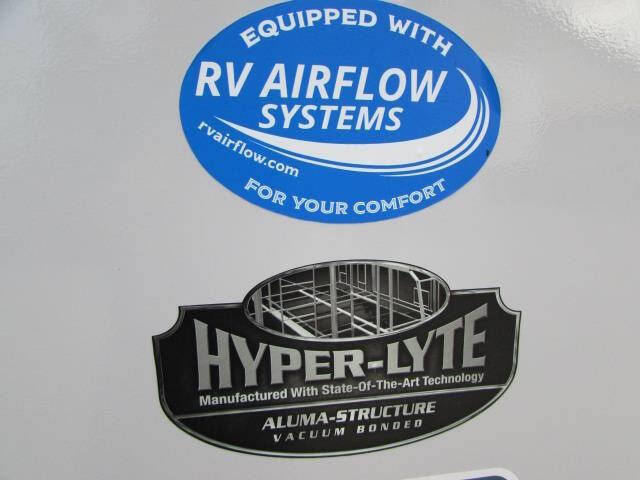 EQUIPPED WITH
RV AIRFLOW
SYSTEMS
rvairflow.com
FOR YOUR COMFORT
HYPER-LYTE
Manufactured With State-Of-The-Art Technology
ALUMA-STRUCTURE
VACUUM BONDED